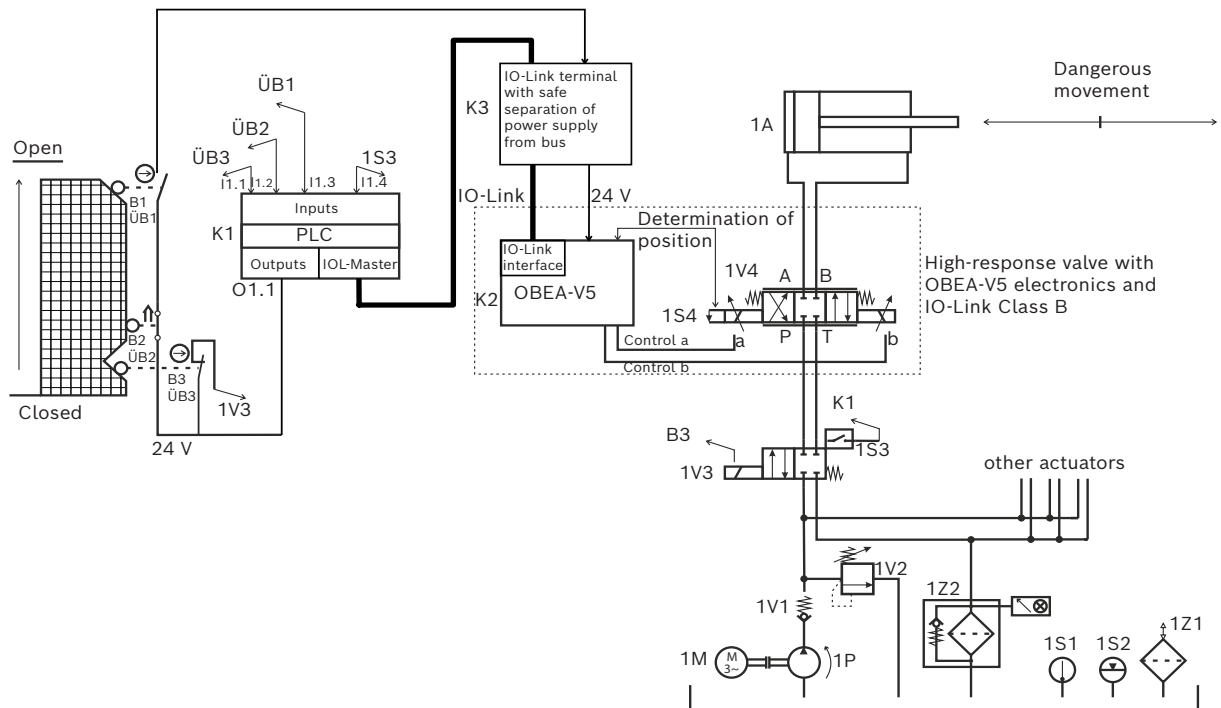 Open
Closed
B1
ÜB1
B2
ÜB2
B3
ÜB3
1V3
24 V
ÜB1
ÜB2
ÜB3
1S3
I1.1
I1.2
I1.3
I1.4
Inputs
K1
PLC
Outputs
IOL-Master
O1.1
K3
IO-Link terminal
with safe
separation of
power supply
from bus
IO-Link
24 V
IO-Link
interface
K2
OBEA-V5
Determination of
position
1V4
A
B
1S4
a
P
T
b
Control a
Control b
High-response valve with
OBEA-V5 electronics and
IO-Link Class B
1A
Dangerous
movement
K1
B3
1S3
1V3
other actuators
1V2
1V1
1Z2
1M
M
3~
1P
1S1
1S2
1Z1